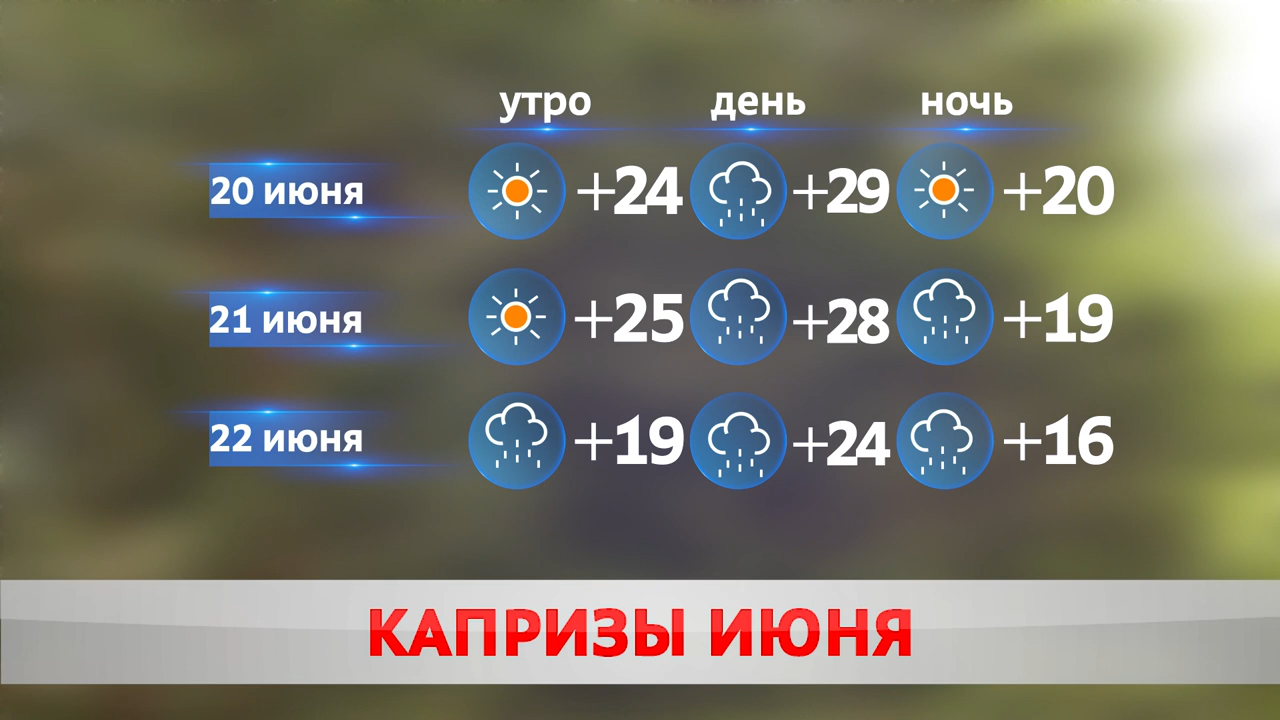 утро день ночь
20 июня +24 +29 +20
21 июня +25 +28 +19
22 июня +19 +24 +16
КАПРИЗЫ ИЮНЯ